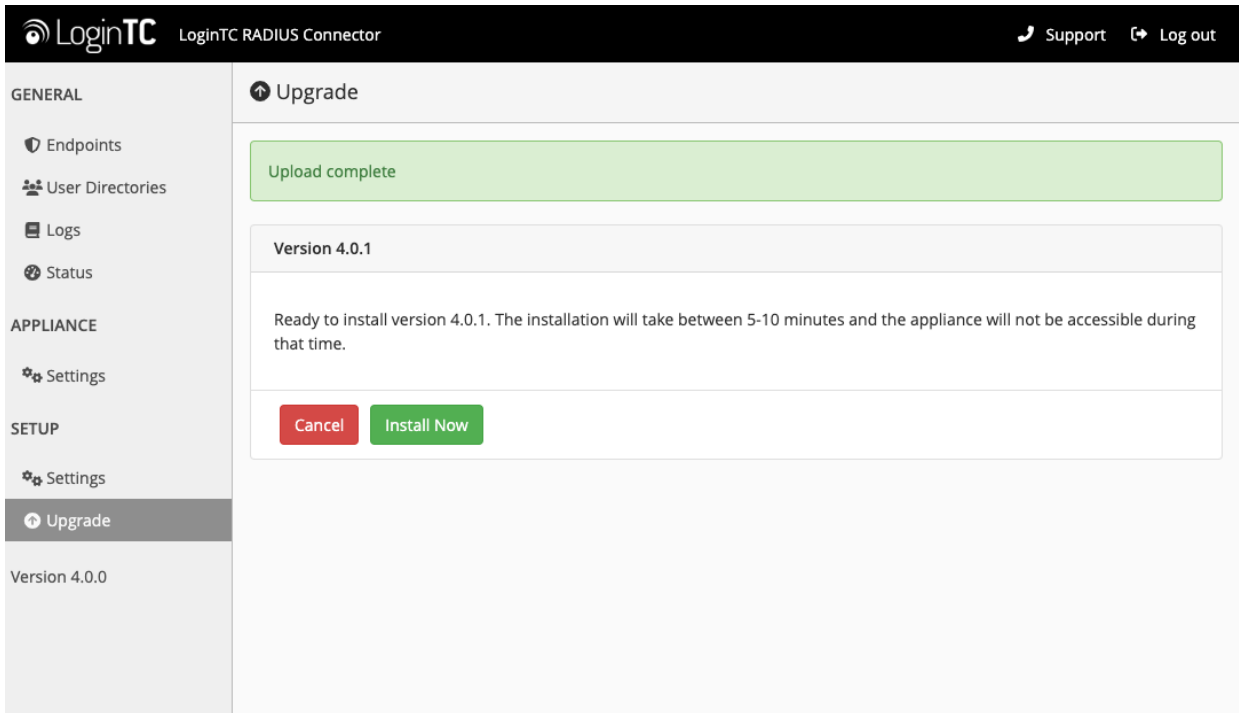 LoginTC LoginTC RADIUS Connector Support Log out
GENERAL
Endpoints
User Directories
Logs
Status
APPLIANCE
Settings
SETUP
Settings
Upgrade
Version 4.0.0
Upgrade
Upload complete
Version 4.0.1
Ready to install version 4.0.1. The installation will take between 5-10 minutes and the appliance will not be accessible during
that time.
Cancel Install Now